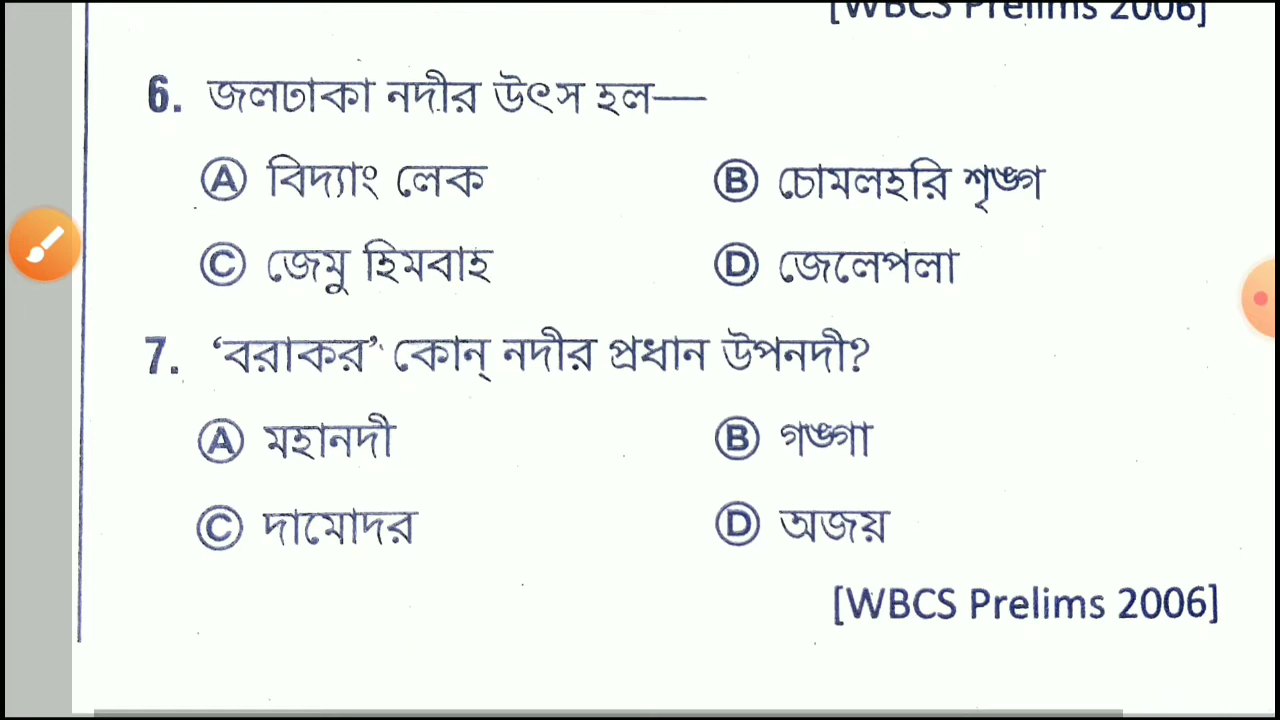 [WBCS Prelims 2006]
6. জলঢাকা নদীর উৎস হল—
Ⓐ বিদ্যাং লেক Ⓑ চোমলহরি শৃঙ্গ
Ⓒ জেমু হিমবাহ Ⓓ জেলেপলা
7. ‘বরাকর’ কোন্ নদীর প্রধান উপনদী?
Ⓐ মহানদী Ⓑ গঙ্গা
Ⓒ দামোদর Ⓓ অজয়
[WBCS Prelims 2006]